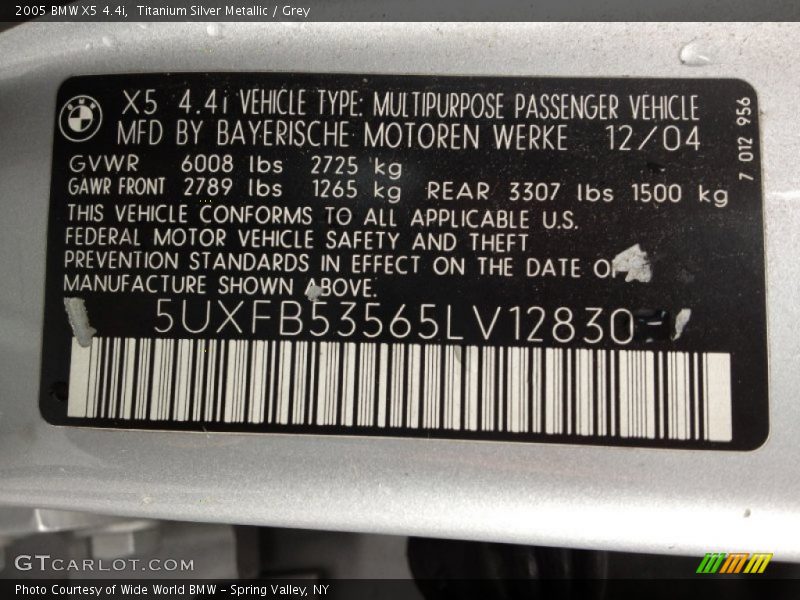 2005 BMW X5 4.4i, Titanium Silver Metallic / Grey
X5 4.4i VEHICLE TYPE: MULTIPURPOSE PASSENGER VEHICLE
MFD BY BAYERISCHE MOTOREN WERKE 12/04
GVWR 6008 lbs 2725 kg
GAWR FRONT 2789 lbs 1265 kg REAR 3307 lbs 1500 kg
THIS VEHICLE CONFORMS TO ALL APPLICABLE U.S.
FEDERAL MOTOR VEHICLE SAFETY AND THEFT
PREVENTION STANDARDS IN EFFECT ON THE DATE OF
MANUFACTURE SHOWN ABOVE.
5UXFB53565LV12830
7 012 956
GTCARLOT.COM
Photo Courtesy of Wide World BMW - Spring Valley, NY